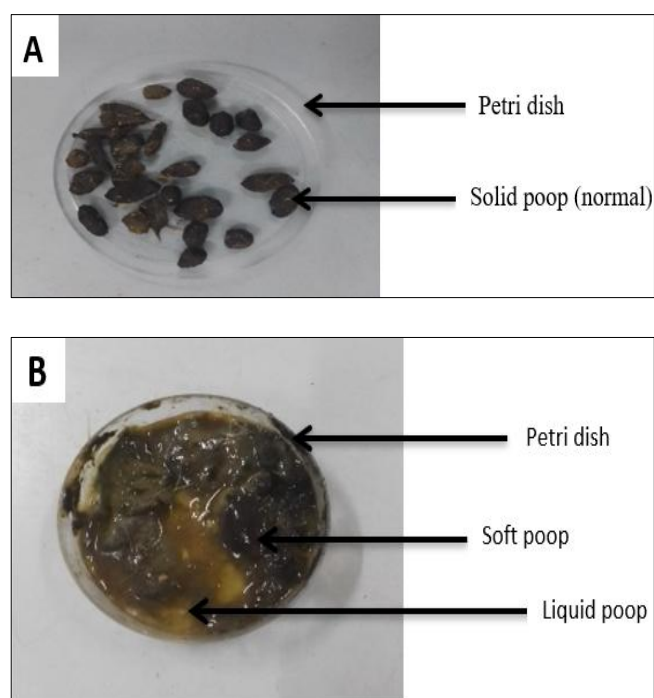 A
Petri dish
Solid poop (normal)
B
Petri dish
Soft poop
Liquid poop